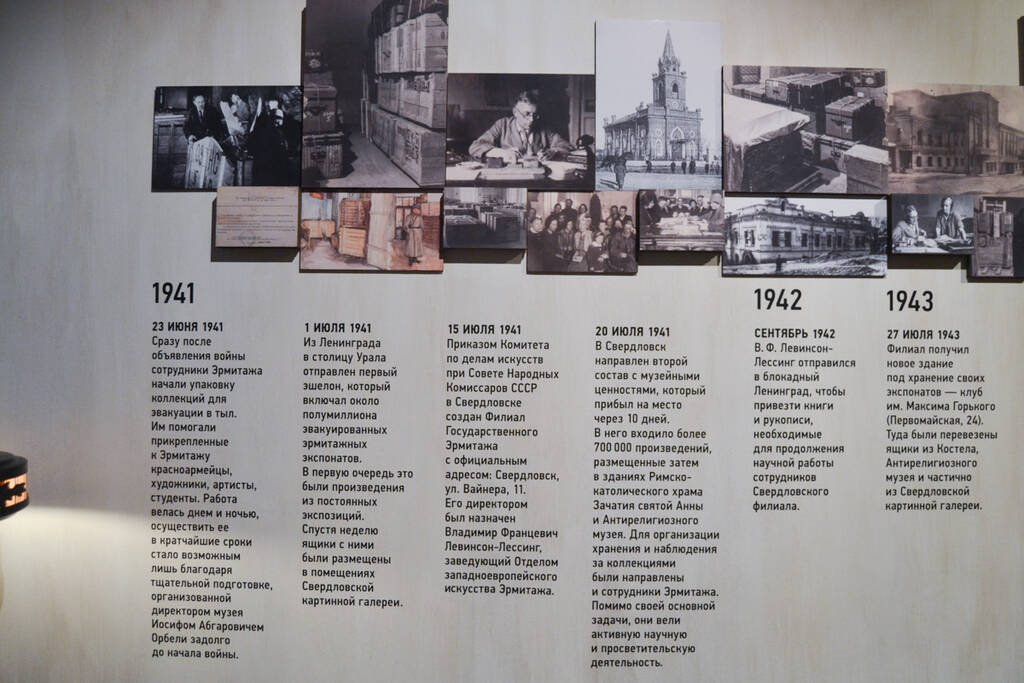 1941
23 ИЮНЯ 1941
Сразу после
объявления войны
сотрудники Эрмитажа
начали упаковку
коллекций для
эвакуации в тыл.
Им помогали
прикрепленные
к Эрмитажу
красноармейцы,
художники, артисты,
студенты. Работа
велась днем и ночью,
осуществить ее
в кратчайшие сроки
стало возможным
лишь благодаря
тщательной подготовке,
организованной
директором музея
Иосифом Абгаровичем
Орбели задолго
до начала войны.
1 ИЮЛЯ 1941
Из Ленинграда
в столицу Урала
отправлен первый
эшелон, который
включал около
полумиллиона
эвакуированных
эрмитажных
экспонатов.
В первую очередь это
были произведения
из постоянных
экспозиций.
Спустя неделю
ящики с ними
были размещены
в помещениях
Свердловской
картинной галереи.
15 ИЮЛЯ 1941
Приказом Комитета
по делам искусств
при Совете Народных
Комиссаров СССР
в Свердловске
создан Филиал
Государственного
Эрмитажа
с официальным
адресом: Свердловск,
ул. Вайнера, 11.
Его директором
был назначен
Владимир Францевич
Левинсон-Лессинг,
заведующий Отделом
западноевропейского
искусства Эрмитажа.
20 ИЮЛЯ 1941
В Свердловск
направлен второй
состав с музейными
ценностями, который
прибыл на место
через 10 дней.
В него входило более
700 000 произведений,
размещенные затем
в зданиях Римско-
католического храма
Зачатия святой Анны
и Антирелигиозного
музея. Для организации
хранения и наблюдения
за коллекциями
были направлены
и сотрудники Эрмитажа.
Помимо своей основной
задачи, они вели
активную научную
и просветительскую
деятельность.
1942
СЕНТЯБРЬ 1942
В. Ф. Левинсон-
Лессинг отправился
в блокадный
Ленинград, чтобы
привезти книги
и рукописи,
необходимые
для продолжения
научной работы
сотрудников
Свердловского
филиала.
1943
27 ИЮЛЯ 1943
Филиал получил
новое здание
под хранение своих
экспонатов — клуб
им. Максима Горького
(Первомайская, 24).
Туда были перевезены
ящики из Костела,
Антирелигиозного
музея и частично
из Свердловской
картинной галереи.